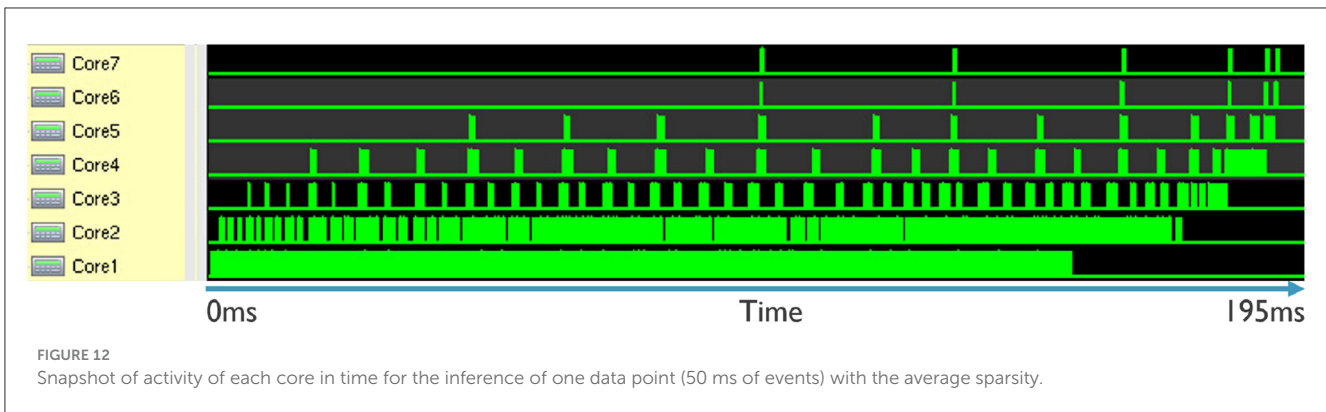 Core7
Core6
Core5
Core4
Core3
Core2
Core1
0ms Time 195ms
FIGURE 12
Snapshot of activity of each core in time for the inference of one data point (50 ms of events) with the average sparsity.